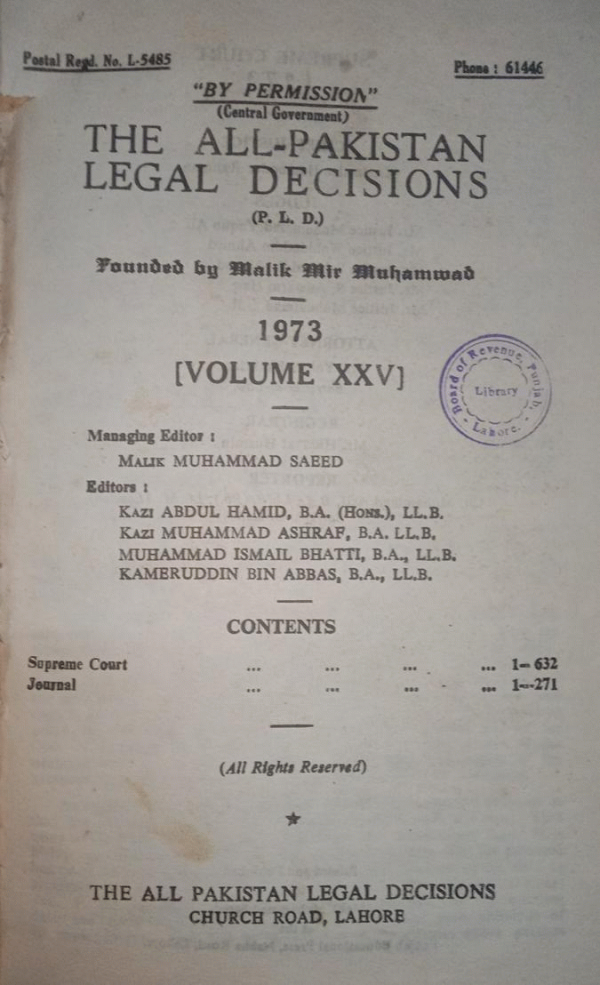 Postal Regd. No. L-5485
Phone : 61446
"BY PERMISSION"
(Central Government)
THE ALL-PAKISTAN
LEGAL DECISIONS
(P. L. D.)
Founded by Malik Mir Muhammad
1973
[VOLUME XXV]
Board of Revenue, Punjab,
Library
Lahore.
Managing Editor :
MALIK MUHAMMAD SAEED
Editors :
KAZI ABDUL HAMID, B.A. (HONS.), LL.B.
KAZI MUHAMMAD ASHRAF, B.A. LL.B.
MUHAMMAD ISMAIL BHATTI, B.A., LL.B.
KAMERUDDIN BIN ABBAS, B.A., LL.B.
CONTENTS
Supreme Court ... ... ... ... 1—632
Journal ... ... ... ... 1—271
(All Rights Reserved)
THE ALL PAKISTAN LEGAL DECISIONS
CHURCH ROAD, LAHORE